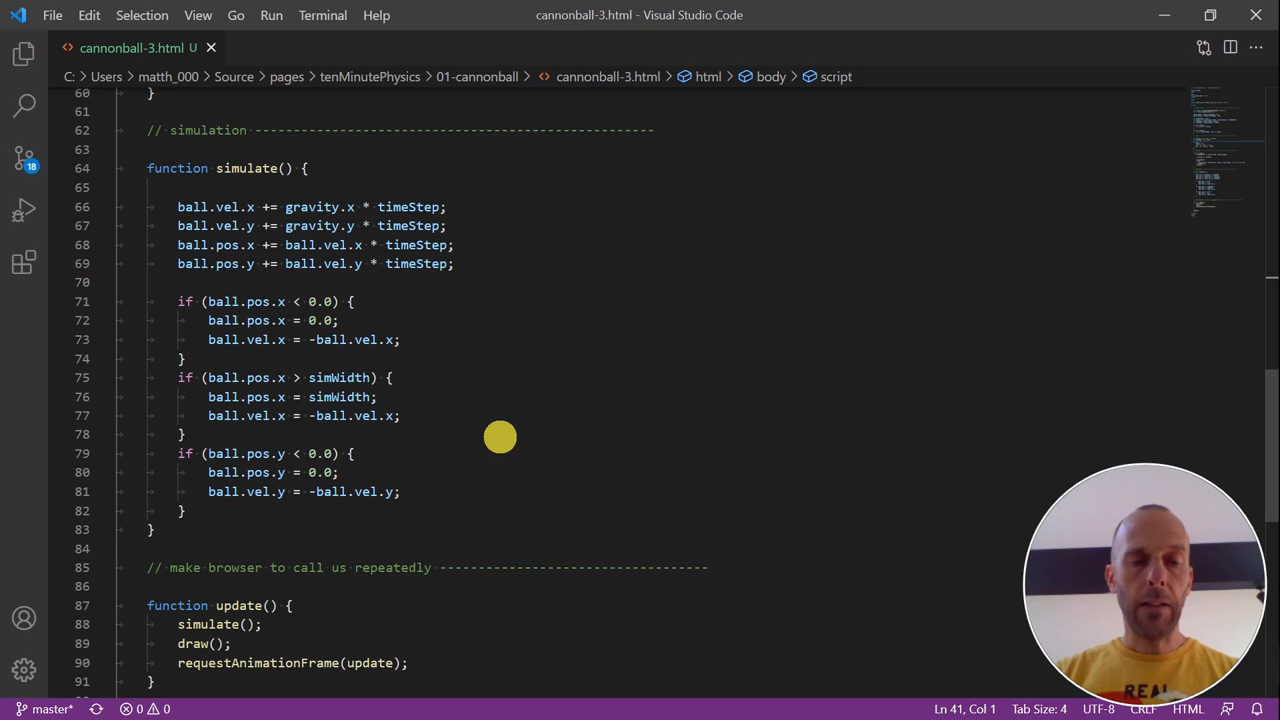 File Edit Selection View Go Run Terminal Help cannonball-3.html - Visual Studio Code
cannonball-3.html U
C: > Users > matth_000 > Source > pages > tenMinutePhysics > 01-cannonball > cannonball-3.html > html > body > script
60 }
61
62 // simulation ----------------------------------------------------
63
64 function simulate() {
65
66 ball.vel.x += gravity.x * timeStep;
67 ball.vel.y += gravity.y * timeStep;
68 ball.pos.x += ball.vel.x * timeStep;
69 ball.pos.y += ball.vel.y * timeStep;
70
71 if (ball.pos.x < 0.0) {
72 ball.pos.x = 0.0;
73 ball.vel.x = -ball.vel.x;
74 }
75 if (ball.pos.x > simWidth) {
76 ball.pos.x = simWidth;
77 ball.vel.x = -ball.vel.x;
78 }
79 if (ball.pos.y < 0.0) {
80 ball.pos.y = 0.0;
81 ball.vel.y = -ball.vel.y;
82 }
83 }
84
85 // make browser to call us repeatedly -----------------------------------
86
87 function update() {
88 simulate();
89 draw();
90 requestAnimationFrame(update);
91 }
18
REAL
master* 0 0 Ln 41, Col 1 Tab Size: 4 UTF-8 CRLF HTML